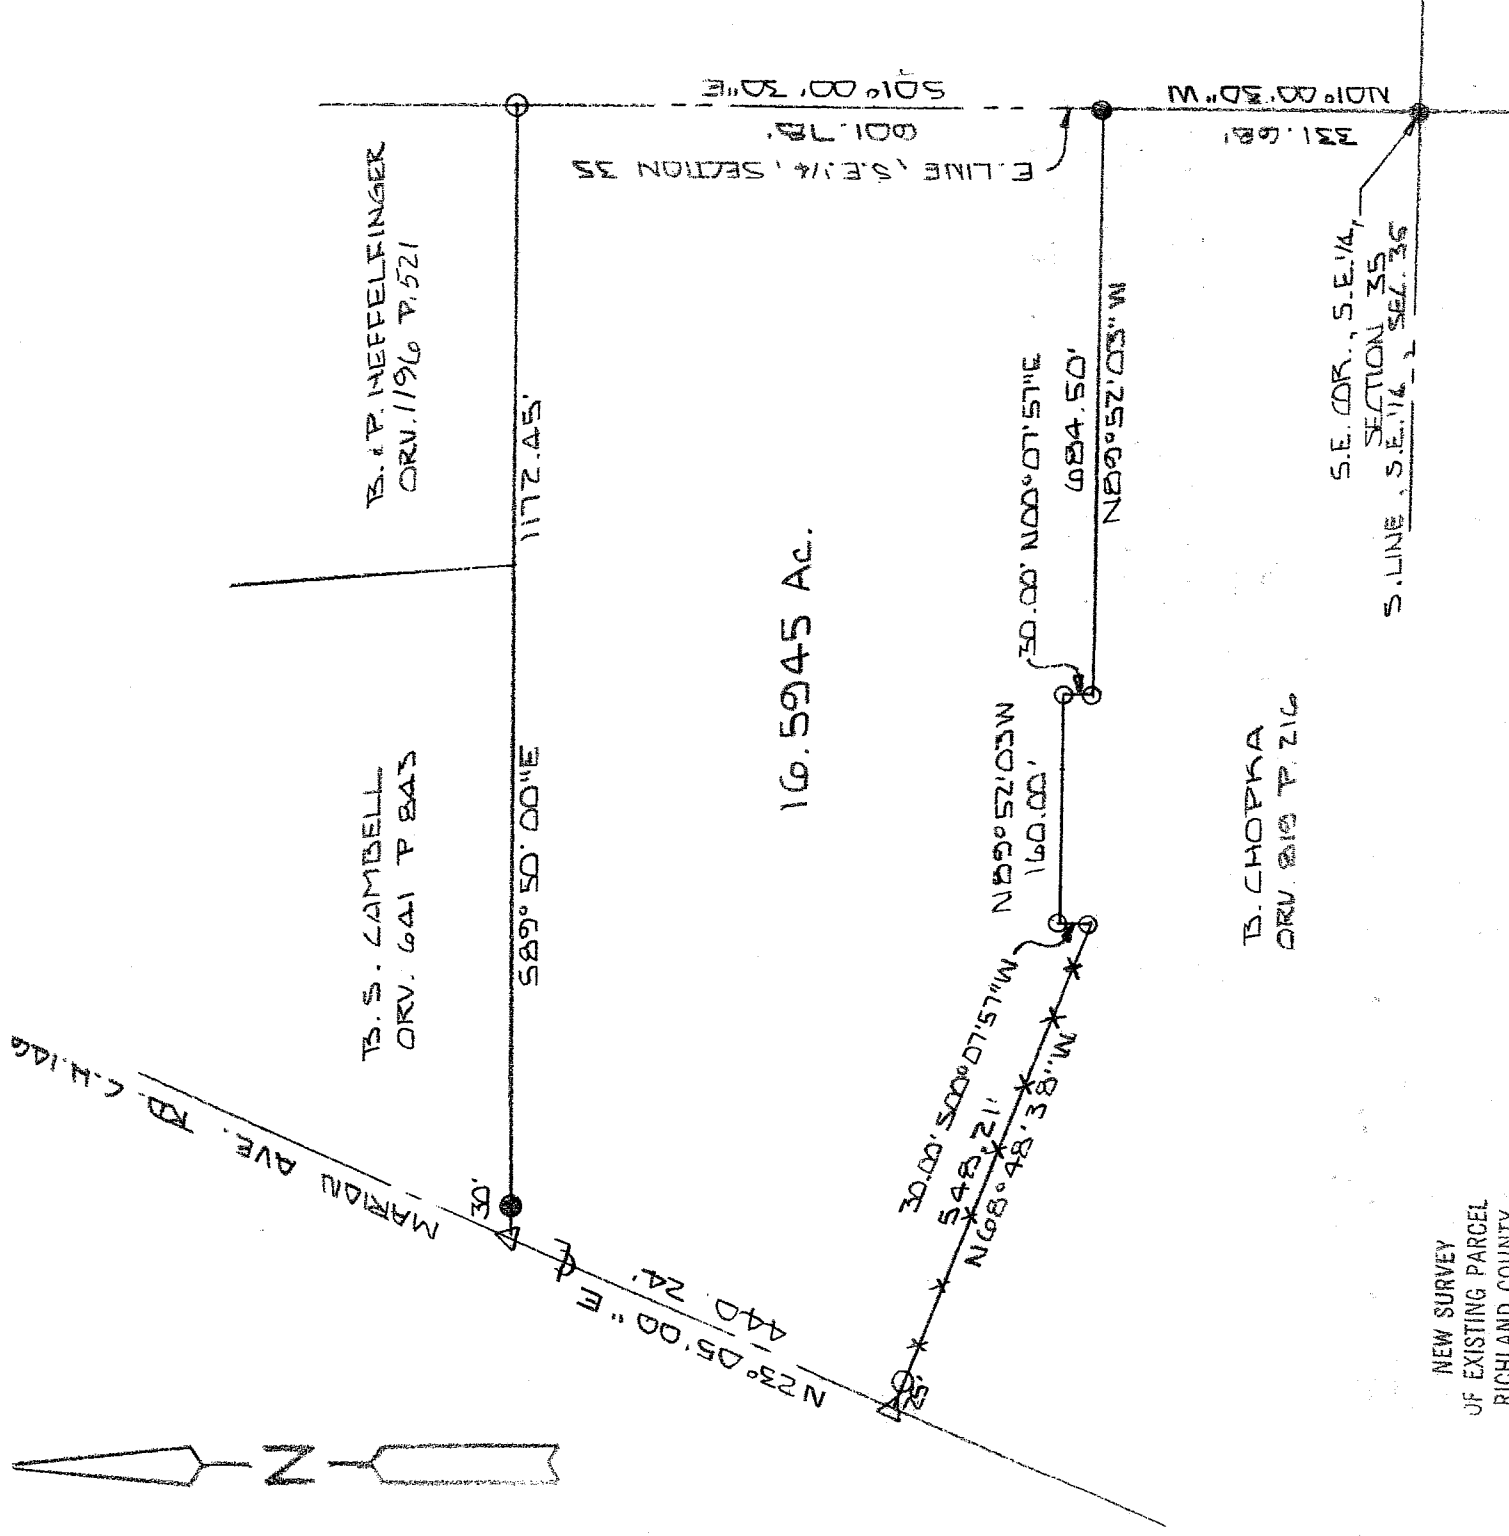 MARION AVE. RD. C.H. 106
B. S. CAMBELL
ORV. 641 P 843
B. & P. HEFFELFINGER
ORV. 1196 P. 521
30'
S89° 50' 00"E
1172.45'
S01° 00' 30"E
601.78'
E. LINE, S.E. 1/4, SECTION 35
N01° 00' 30" W
331.68'
N23° 05' 00" E
440.24'
N
16.5945 AC.
25'
548.21'
N68° 48' 38" W
30.00' S00° 07' 57" W
N89° 52' 03 W
160.00'
30.00' N00° 07' 57"E
684.50'
N89° 52' 03" W
S.E. COR., S.E. 1/4,
SECTION 35
S. LINE, S.E. 1/4, SEC. 35
B. CHOPKA
ORV. 818 P. 216
NEW SURVEY
OF EXISTING PARCEL
RICHLAND COUNTY